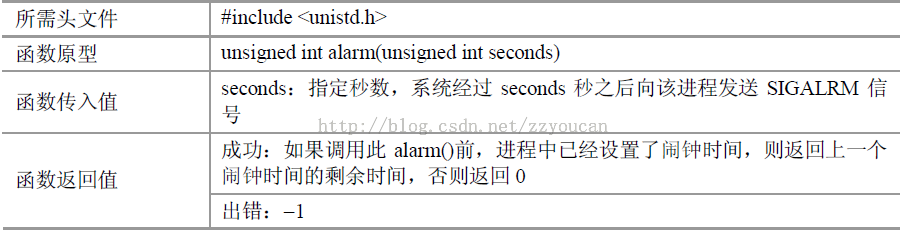 所需头文件 #include <unistd.h>
函数原型 unsigned int alarm(unsigned int seconds)
函数传入值 seconds：指定秒数，系统经过 seconds 秒之后向该进程发送 SIGALRM 信
号
http://blog.csdn.net/zzyoucan
函数返回值 成功：如果调用此 alarm()前，进程中已经设置了闹钟时间，则返回上一个
闹钟时间的剩余时间，否则返回 0
出错：–1